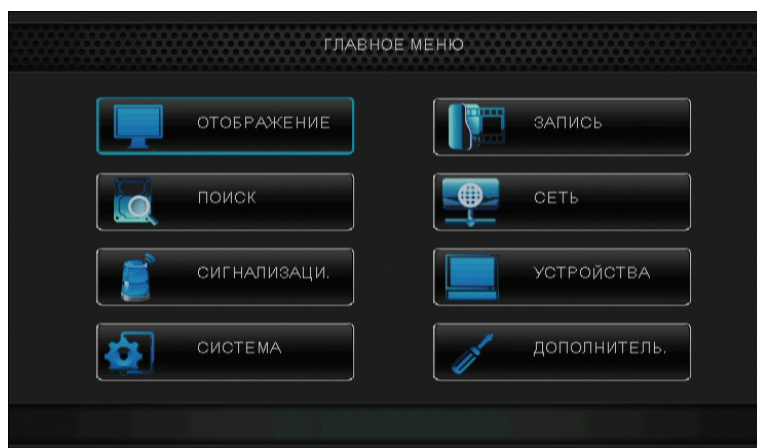 ГЛАВНОЕ МЕНЮ
ОТОБРАЖЕНИЕ
ЗАПИСЬ
ПОИСК
СЕТЬ
СИГНАЛИЗАЦИ.
УСТРОЙСТВА
СИСТЕМА
ДОПОЛНИТЕЛЬ.